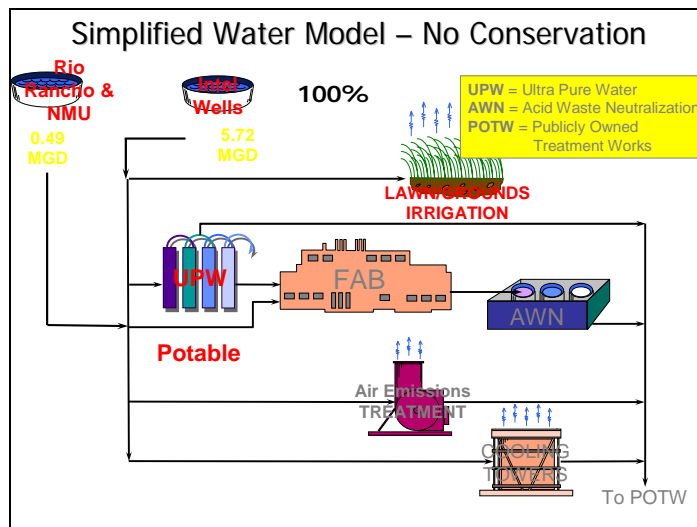 Simplified Water Model – No Conservation
Rio
Rancho &
NMU
0.49
MGD
Intel
Wells
5.72
MGD
100%
UPW = Ultra Pure Water
AWN = Acid Waste Neutralization
POTW = Publicly Owned
Treatment Works
LAWN/GROUNDS
IRRIGATION
UPW
FAB
AWN
Potable
Air Emissions
TREATMENT
COOLING
TOWERS
To POTW